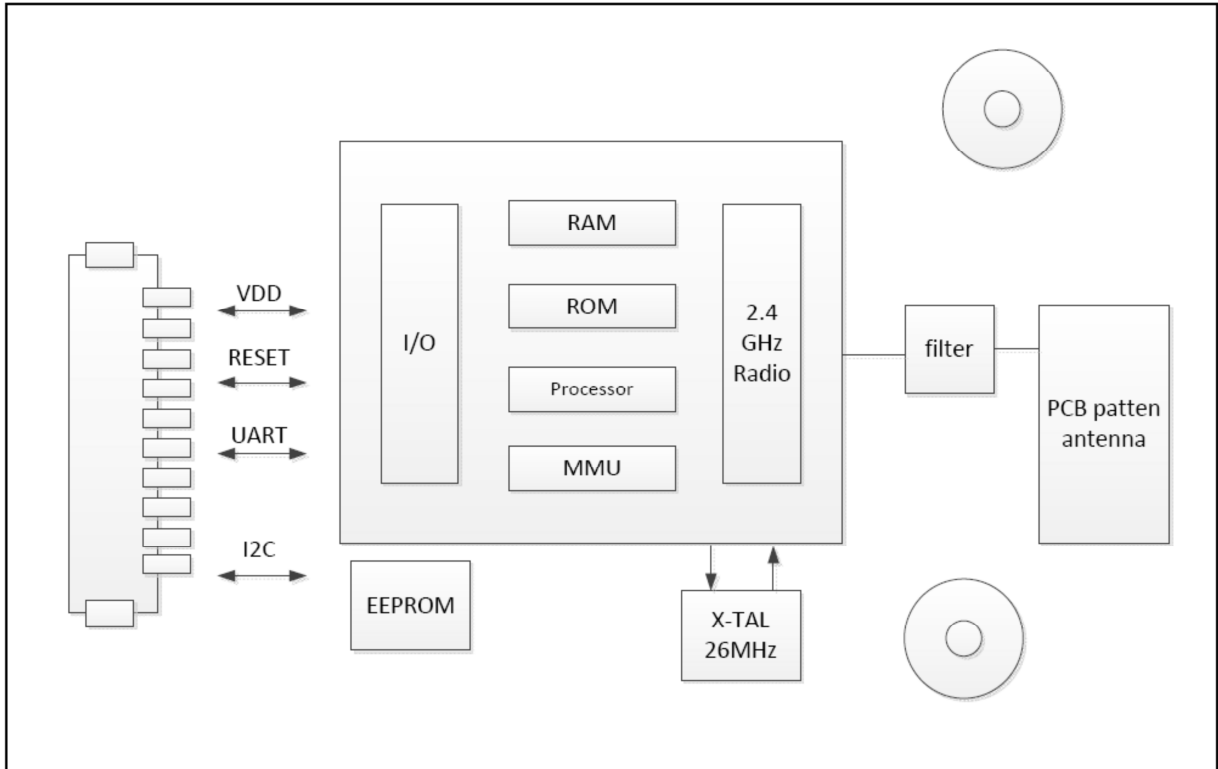 VDD
RESET
UART
I2C
I/O
RAM
ROM
Processor
MMU
2.4
GHz
Radio
filter
PCB patten
antenna
EEPROM
X-TAL
26MHz